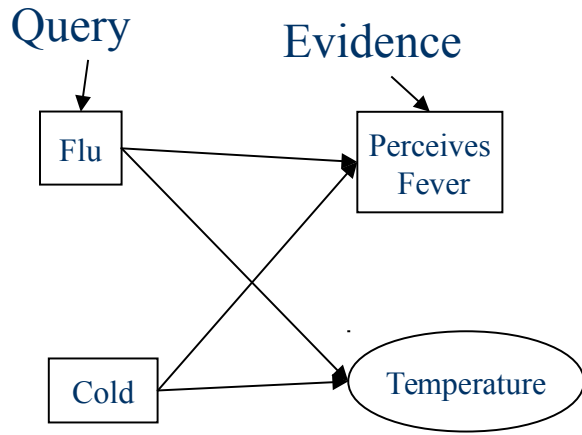 Query
Evidence
Flu
Perceives
Fever
Cold
Temperature